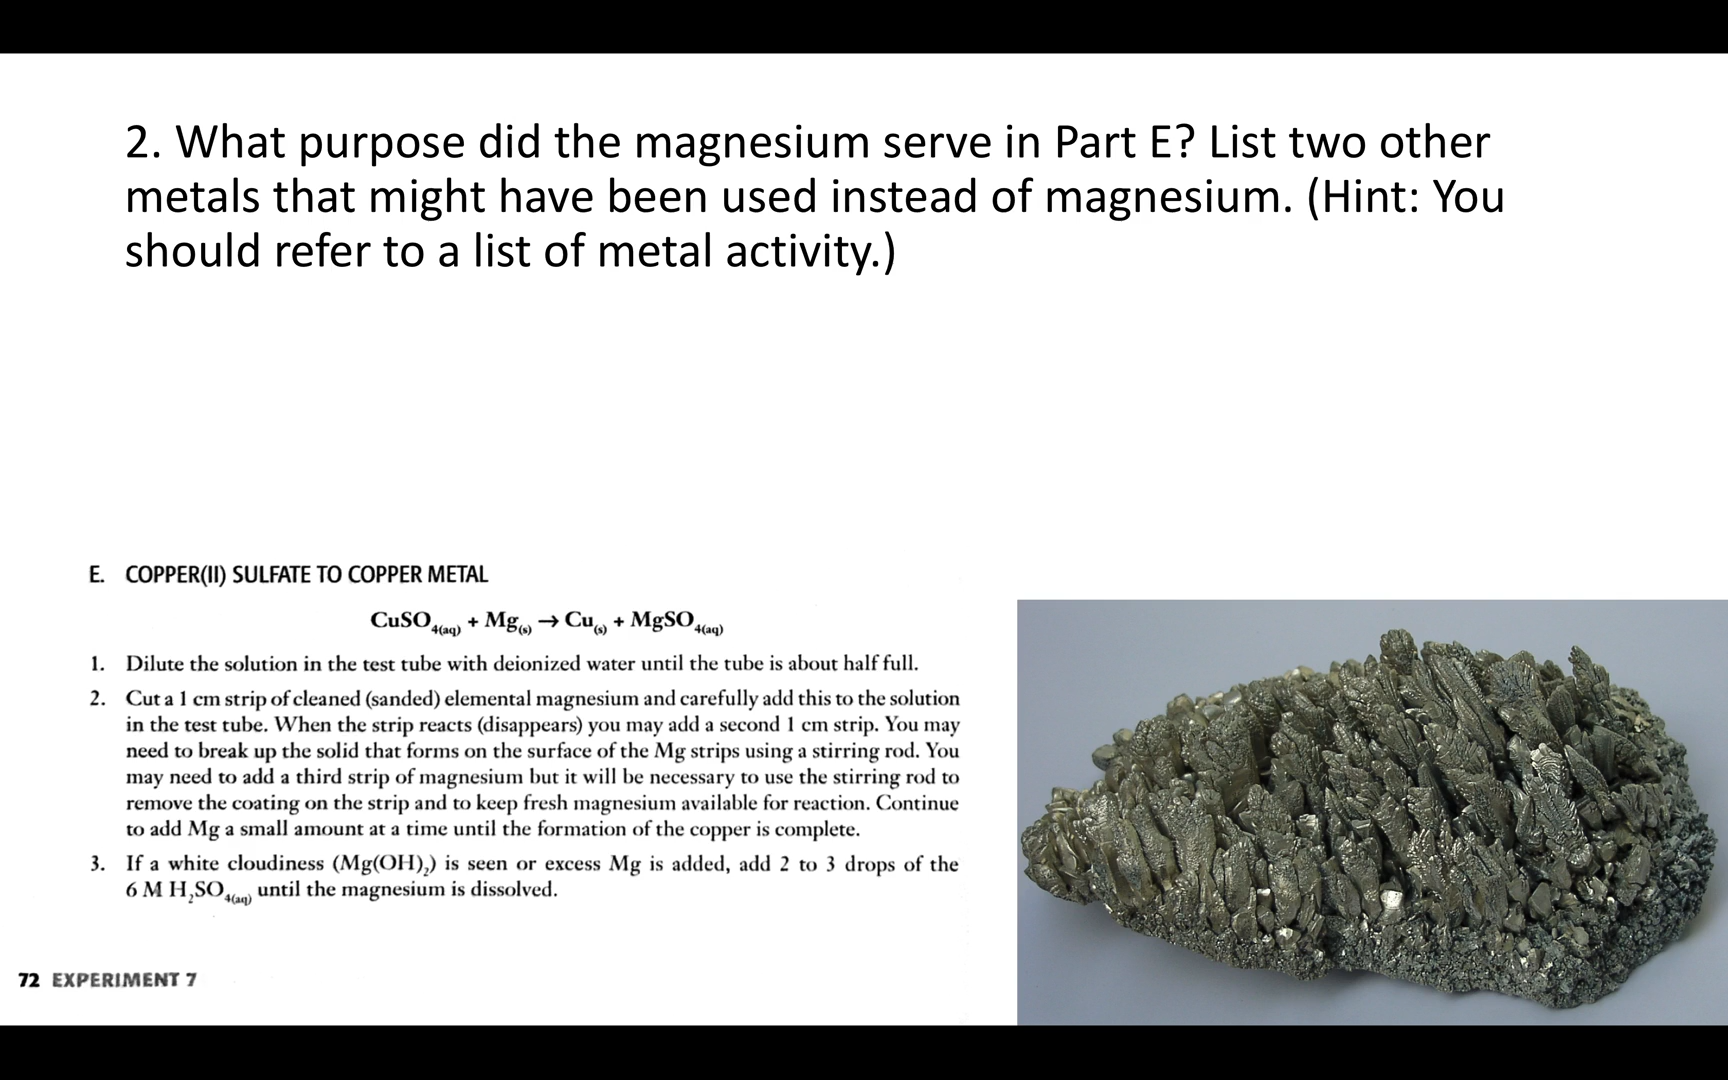 2. What purpose did the magnesium serve in Part E? List two other
metals that might have been used instead of magnesium. (Hint: You
should refer to a list of metal activity.)
E. COPPER(II) SULFATE TO COPPER METAL
CuSO₄(aq) + Mg(s) → Cu(s) + MgSO₄(aq)
1. Dilute the solution in the test tube with deionized water until the tube is about half full.
2. Cut a 1 cm strip of cleaned (sanded) elemental magnesium and carefully add this to the solution
in the test tube. When the strip reacts (disappears) you may add a second 1 cm strip. You may
need to break up the solid that forms on the surface of the Mg strips using a stirring rod. You
may need to add a third strip of magnesium but it will be necessary to use the stirring rod to
remove the coating on the strip and to keep fresh magnesium available for reaction. Continue
to add Mg a small amount at a time until the formation of the copper is complete.
3. If a white cloudiness (Mg(OH)₂) is seen or excess Mg is added, add 2 to 3 drops of the
6 M H₂SO₄(aq) until the magnesium is dissolved.
72 EXPERIMENT 7